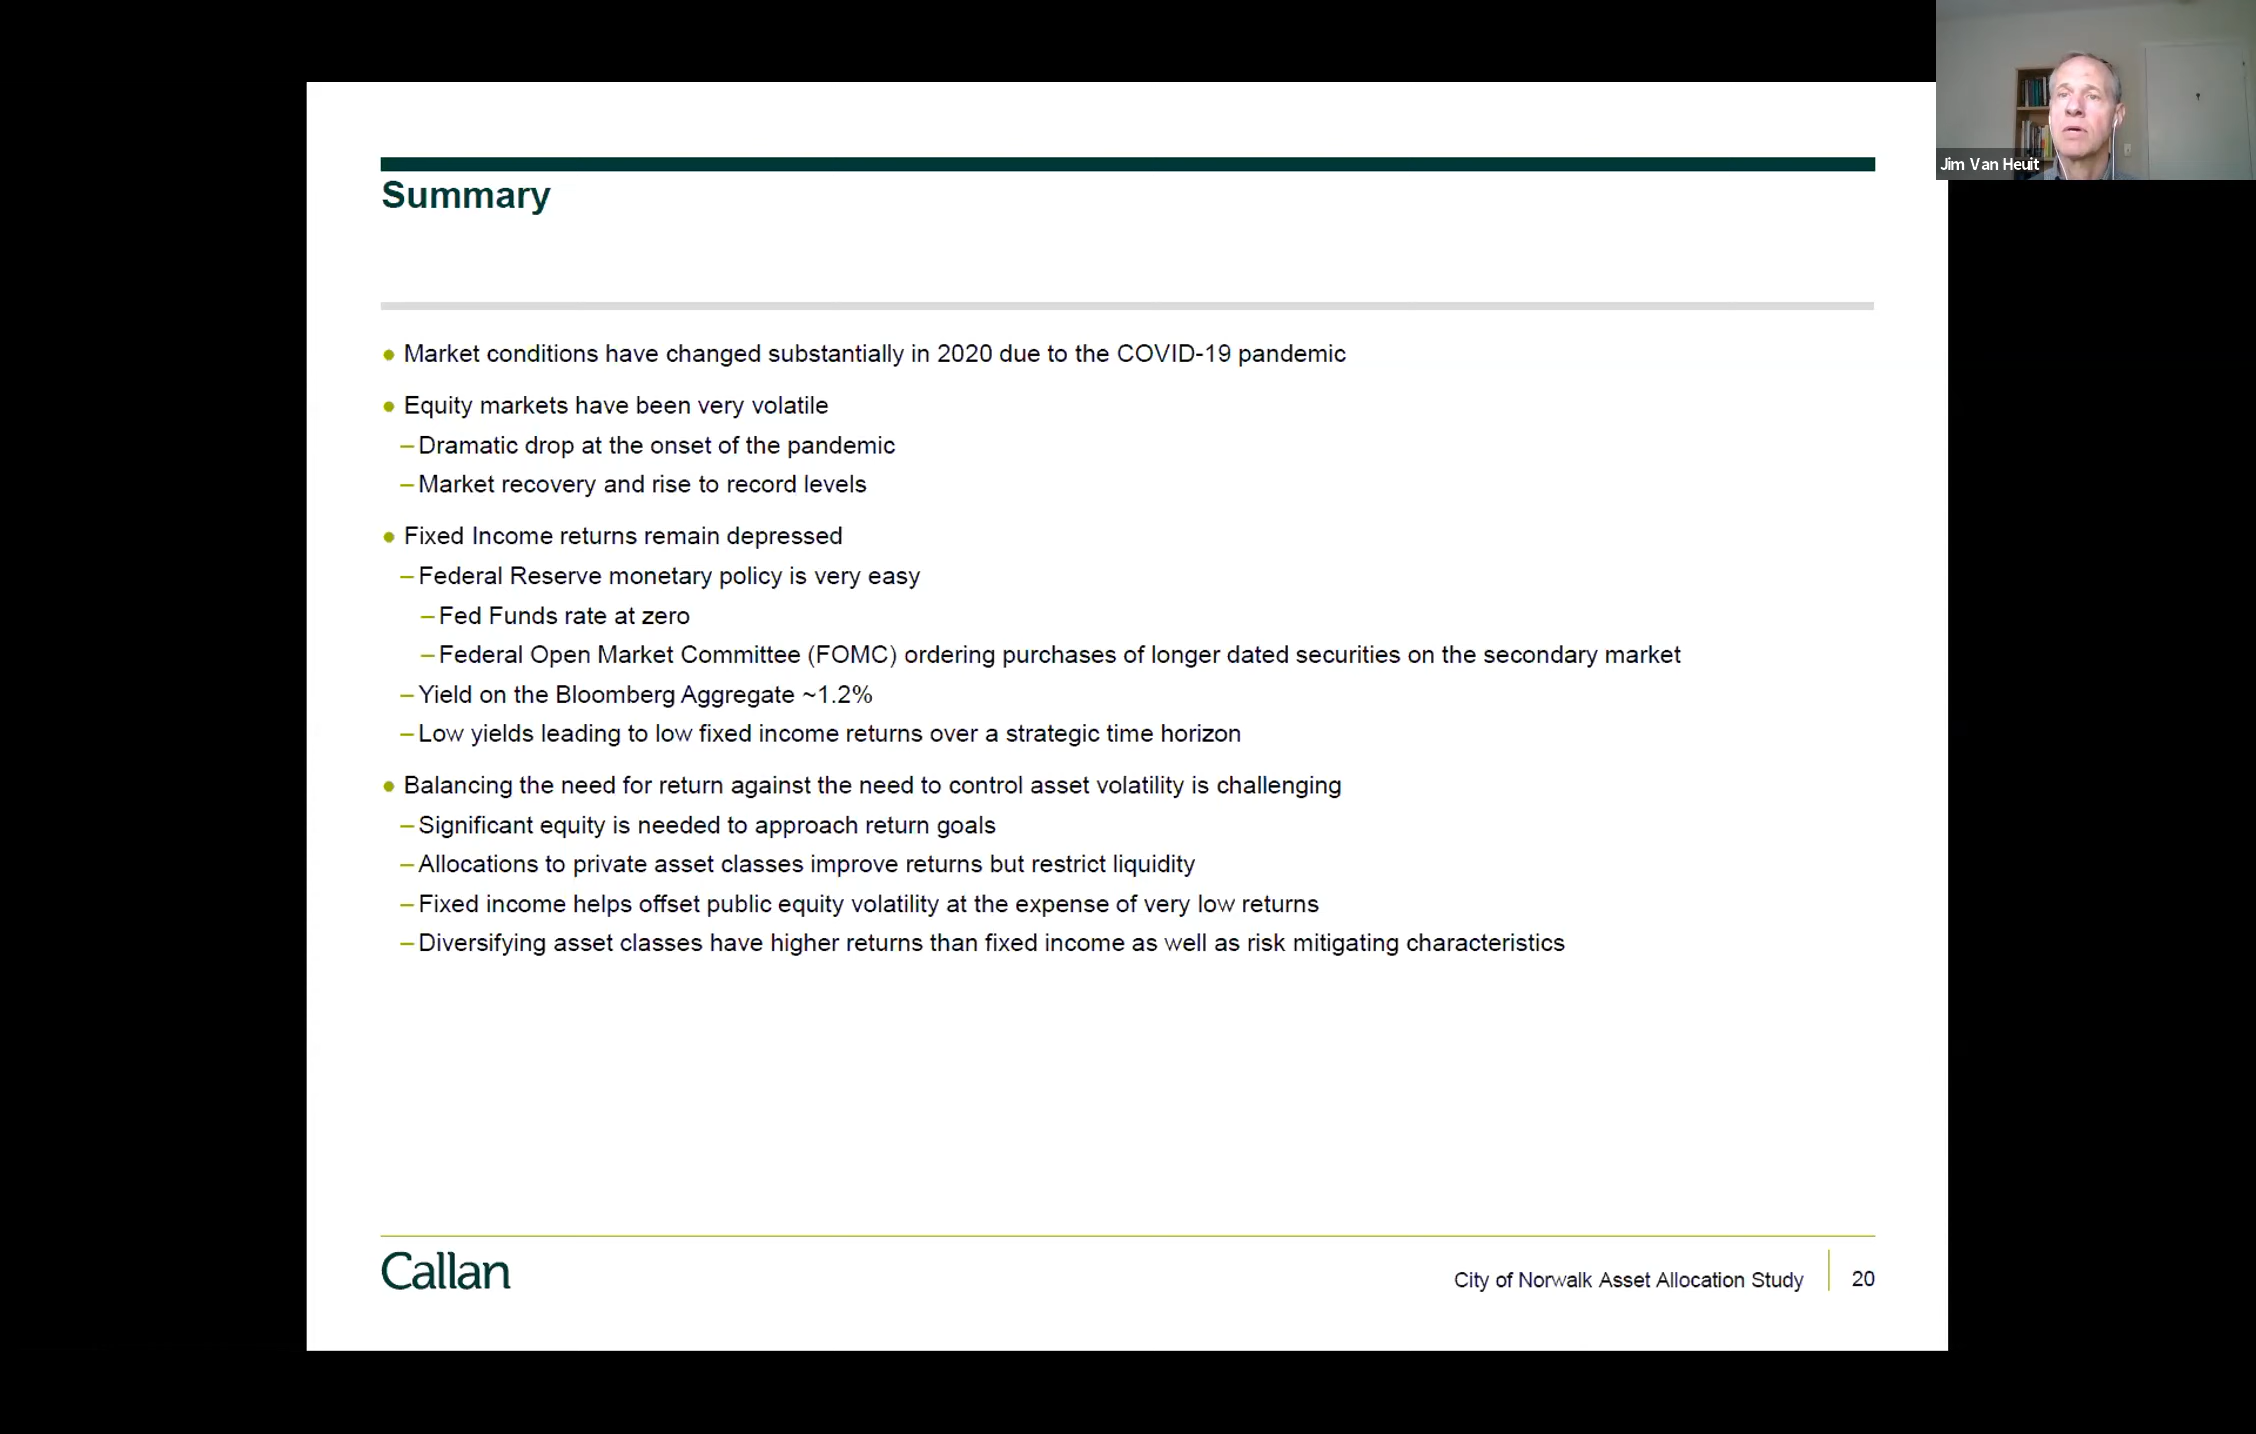 Jim Van Heuit
Summary
• Market conditions have changed substantially in 2020 due to the COVID-19 pandemic
• Equity markets have been very volatile
– Dramatic drop at the onset of the pandemic
– Market recovery and rise to record levels
• Fixed Income returns remain depressed
– Federal Reserve monetary policy is very easy
– Fed Funds rate at zero
– Federal Open Market Committee (FOMC) ordering purchases of longer dated securities on the secondary market
– Yield on the Bloomberg Aggregate ~1.2%
– Low yields leading to low fixed income returns over a strategic time horizon
• Balancing the need for return against the need to control asset volatility is challenging
– Significant equity is needed to approach return goals
– Allocations to private asset classes improve returns but restrict liquidity
– Fixed income helps offset public equity volatility at the expense of very low returns
– Diversifying asset classes have higher returns than fixed income as well as risk mitigating characteristics
Callan
City of Norwalk Asset Allocation Study
20